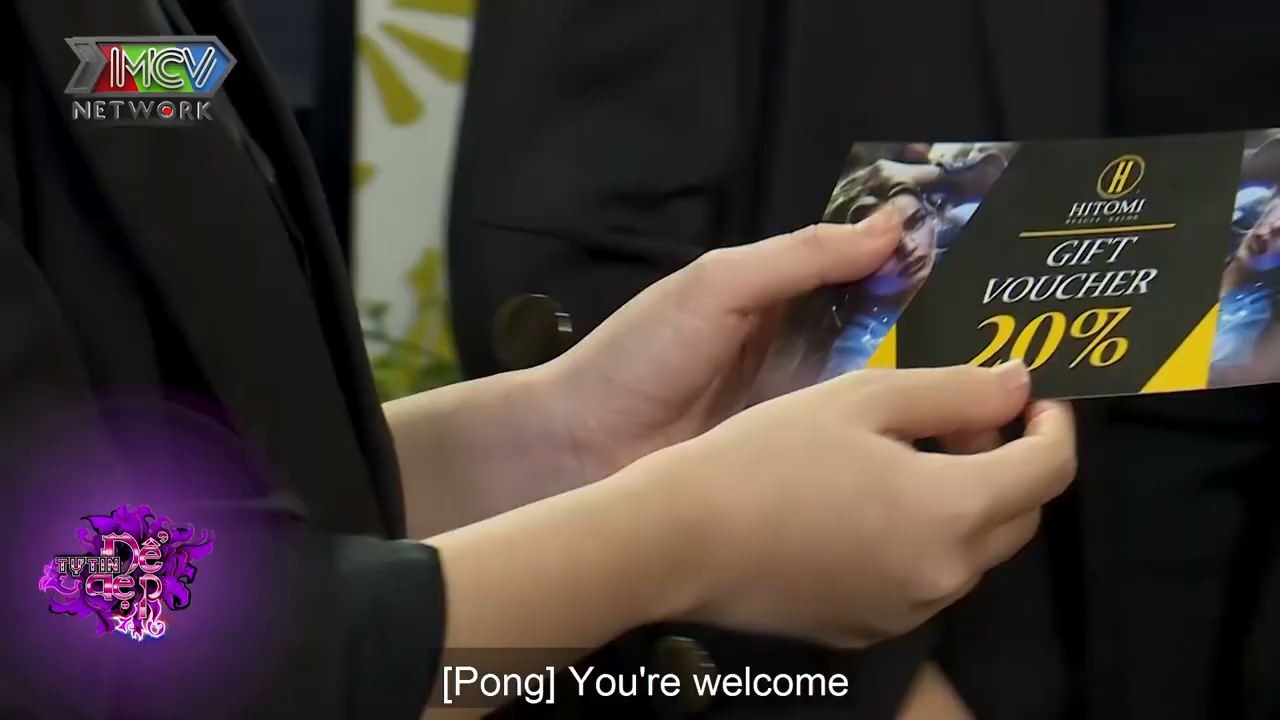 MCV
NETWORK
H
HITOMI
BEAUTY SALON
GIFT
VOUCHER
20%
TỰ TIN
Để
đẹp
[Pong] You're welcome